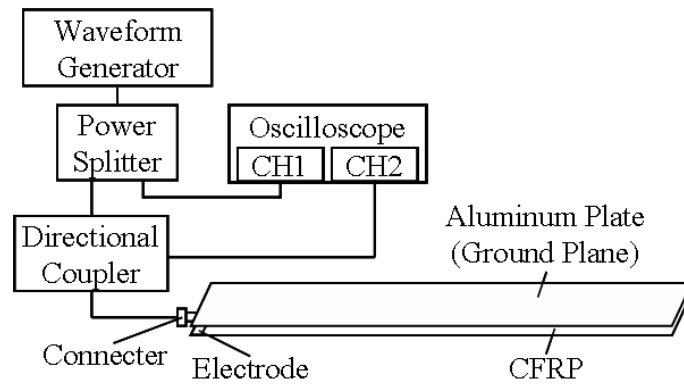 Waveform
Generator
Power
Splitter
Oscilloscope
CH1
CH2
Directional
Coupler
Aluminum Plate
(Ground Plane)
Connecter
Electrode
CFRP